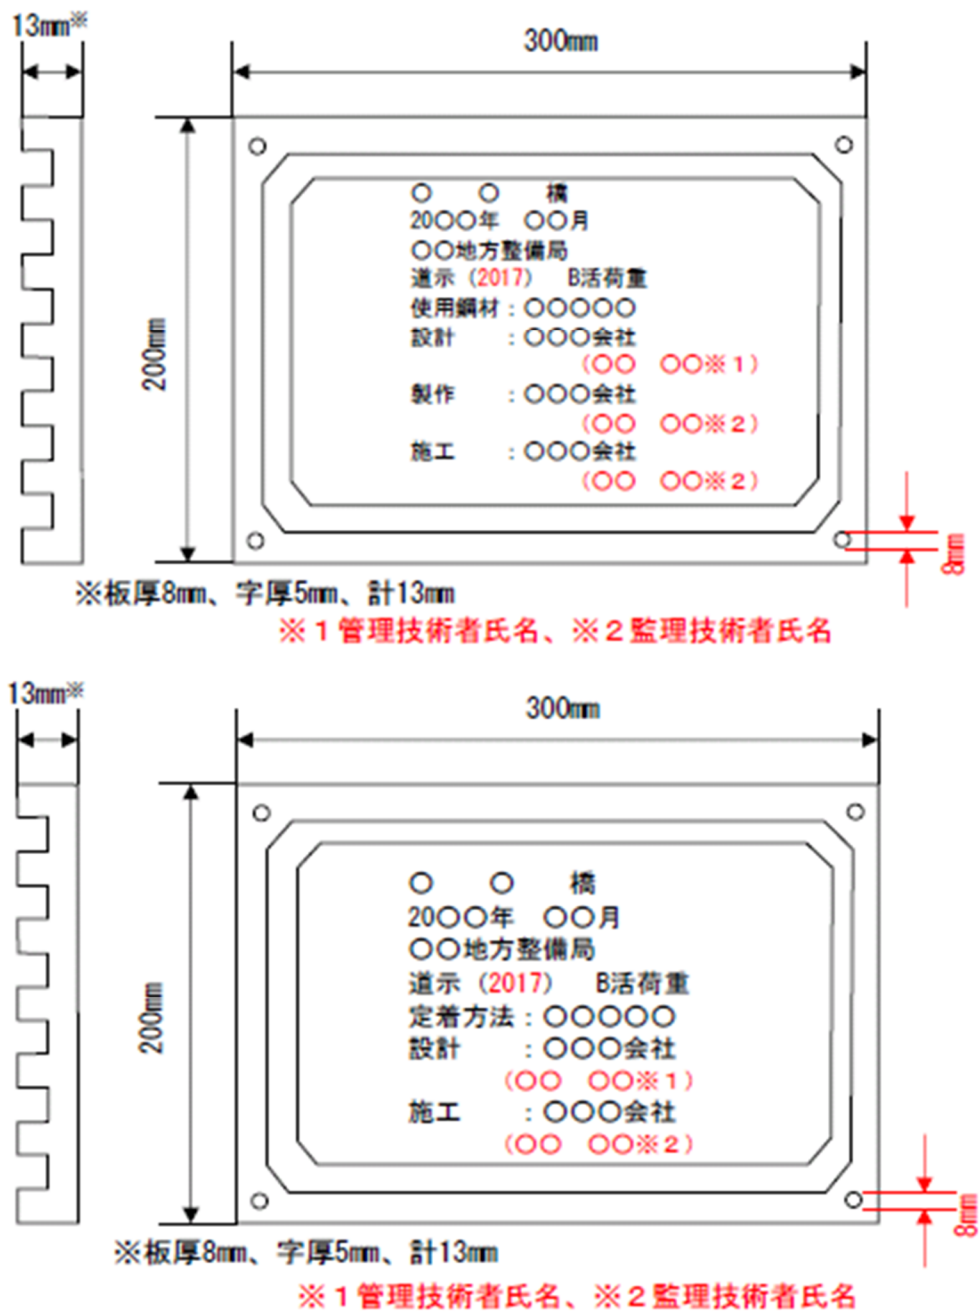 13mm※
300mm
200mm
○ ○ 橋
20○○年 ○○月
○○地方整備局
道示（2017） B活荷重
使用鋼材：○○○○○
設計 ：○○○会社
（○○ ○○※１）
製作 ：○○○会社
（○○ ○○※２）
施工 ：○○○会社
（○○ ○○※２）
8mm
※板厚8mm、字厚5mm、計13mm
※１管理技術者氏名、※２監理技術者氏名
13mm※
300mm
200mm
○ ○ 橋
20○○年 ○○月
○○地方整備局
道示（2017） B活荷重
定着方法：○○○○○
設計 ：○○○会社
（○○ ○○※１）
施工 ：○○○会社
（○○ ○○※２）
8mm
※板厚8mm、字厚5mm、計13mm
※１管理技術者氏名、※２監理技術者氏名